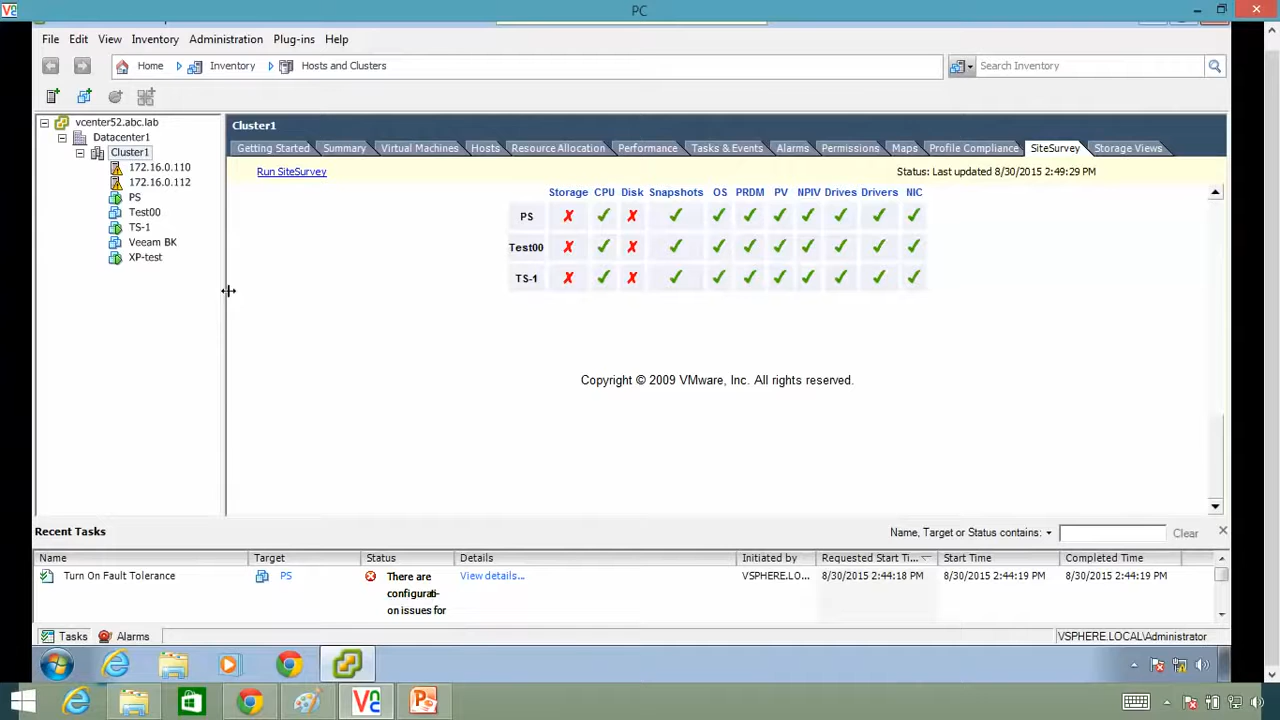 PC
File Edit View Inventory Administration Plug-ins Help
Home Inventory Hosts and Clusters Search Inventory
vcenter52.abc.lab
Datacenter1
Cluster1
172.16.0.110
172.16.0.112
PS
Test00
TS-1
Veeam BK
XP-test
Cluster1
Getting Started Summary Virtual Machines Hosts Resource Allocation Performance Tasks & Events Alarms Permissions Maps Profile Compliance SiteSurvey Storage Views
Run SiteSurvey Status: Last updated 8/30/2015 2:49:29 PM
Storage CPU Disk Snapshots OS PRDM PV NPIV Drives Drivers NIC
PS ✗ ✓ ✗ ✓ ✓ ✓ ✓ ✓ ✓ ✓ ✓
Test00 ✗ ✓ ✗ ✓ ✓ ✓ ✓ ✓ ✓ ✓ ✓
TS-1 ✗ ✓ ✗ ✓ ✓ ✓ ✓ ✓ ✓ ✓ ✓
Copyright © 2009 VMware, Inc. All rights reserved.
Recent Tasks Name, Target or Status contains: Clear
Name Target Status Details Initiated by Requested Start Ti... Start Time Completed Time
Turn On Fault Tolerance PS There are View details... VSPHERE.LO... 8/30/2015 2:44:18 PM 8/30/2015 2:44:19 PM 8/30/2015 2:44:19 PM
configurati-
on issues for
Tasks Alarms VSPHERE.LOCAL\Administrator